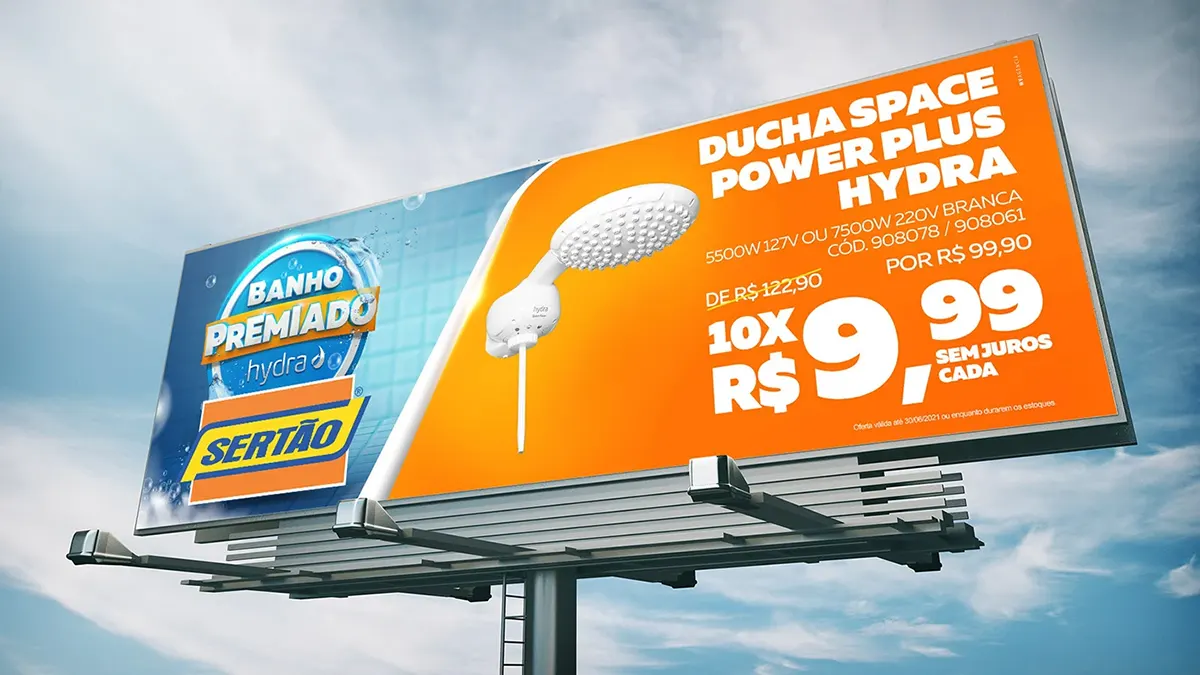 BANHO
PREMIADO
hydra
SERTÃO
®
DUCHA SPACE
POWER PLUS
HYDRA
5500W 127V OU 7500W 220V BRANCA
CÓD. 908078 / 908061
DE R$ 122,90
POR R$ 99,90
10X
R$ 9,99
SEM JUROS
CADA
Oferta válida até 30/06/2021 ou enquanto durarem os estoques.
hydra